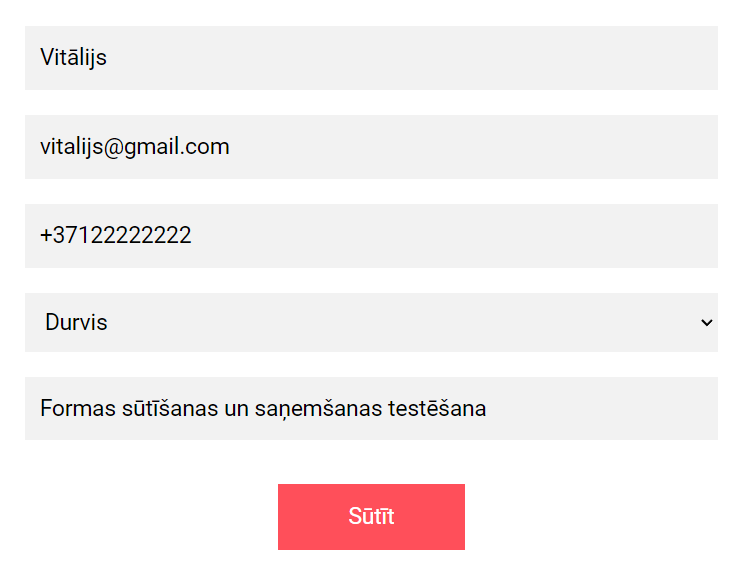 Vitālijs
vitalijs@gmail.com
+37122222222
Durvis
Formas sūtīšanas un saņemšanas testēšana
Sūtīt